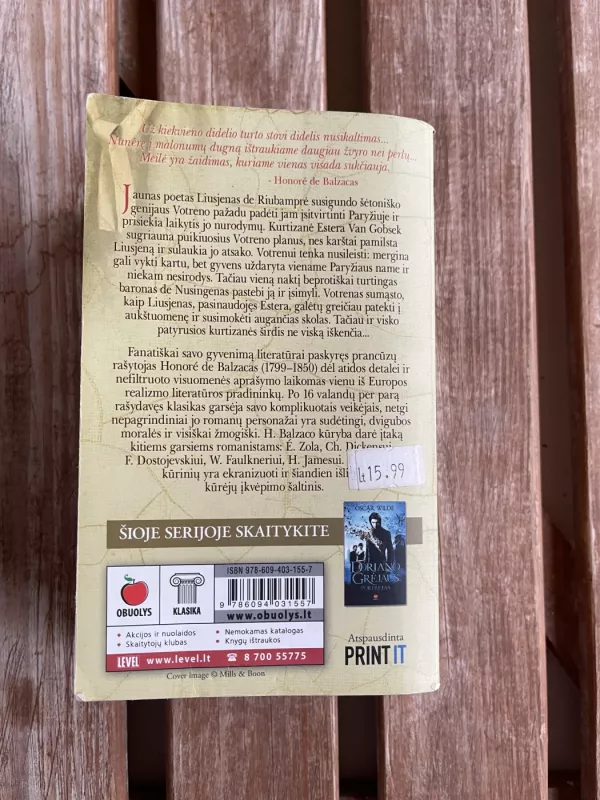 Už kiekvieno didelio turto stovi didelis nusikaltimas...
Nunėrę į malonumų dugną ištraukiame daugiau žvyro nei perlų...
Meilė yra žaidimas, kuriame vienas visada sukčiauja.
- Honoré de Balzacas
Jaunas poetas Liusjenas de Riubamprė susigundo šėtoniško
genijaus Votreno pažadu padėti jam įsitvirtinti Paryžiuje ir
prisiekia laikytis jo nurodymų. Kurtizanė Estera Van Gobsek
sugriauna puikiuosius Votreno planus, nes karštai pamilsta
Liusjeną ir sulaukia jo atsako. Votrenui tenka nusileisti: mergina
gali vykti kartu, bet gyvens uždaryta viename Paryžiaus name ir
niekam nesirodys. Tačiau vieną naktį beprotiškai turtingas
baronas de Nusingenas pastebi ją ir įsimyli. Votrenas sumąsto,
kaip Liusjenas, pasinaudojęs Estera, galėtų greičiau patekti į
aukštuomenę ir susimokėti augančias skolas. Tačiau ir visko
patyrusios kurtizanės širdis ne viską iškenčia...
Fanatiškai savo gyvenimą literatūrai paskyręs prancūzų
rašytojas Honoré de Balzacas (1799–1850) dėl atidos detalei ir
nefiltruoto visuomenės aprašymo laikomas vienu iš Europos
realizmo literatūros pradininkų. Po 16 valandų per parą
rašydavęs klasikas garsėja savo komplikuotais veikėjais, netgi
nepagrindiniai jo romanų personažai yra sudėtingi, dvigubos
moralės ir visiškai žmogiški. H. Balzaco kūryba darė įtaką
kitiems garsiems romanistams: É. Zola, Ch. Dickensui,
F. Dostojevskiui, W. Faulkneriui, H. Jamesui.
kūrinių yra ekranizuoti ir šiandien išli
kūrėjų įkvėpimo šaltinis.
15.99
ŠIOJE SERIJOJE SKAITYKITE
OSCAR WILDE
DORIANO
GRĖJAUS
PORTRETAS
OBUOLYS
KLASIKA
ISBN 978-609-403-155-7
9 786094 031557
www.obuolys.lt
• Akcijos ir nuolaidos
• Skaitytojų klubas
• Nemokamas katalogas
• Knygų ištraukos
LEVEL www.level.lt ☎ 8 700 55775
Cover image © Mills & Boon
Atspausdinta
PRINT IT